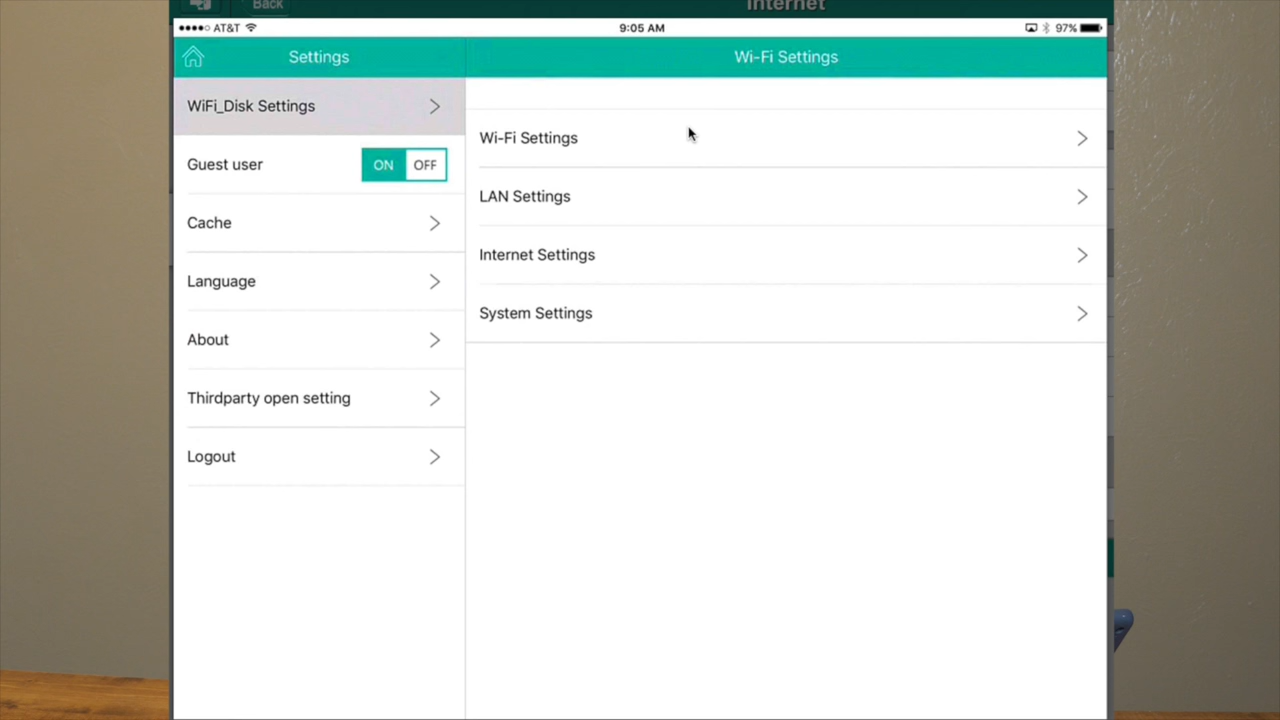 Back
Internet
AT&T
9:05 AM
97%
Settings
Wi-Fi Settings
WiFi_Disk Settings
Guest user
ON OFF
Cache
Language
About
Thirdparty open setting
Logout
Wi-Fi Settings
LAN Settings
Internet Settings
System Settings